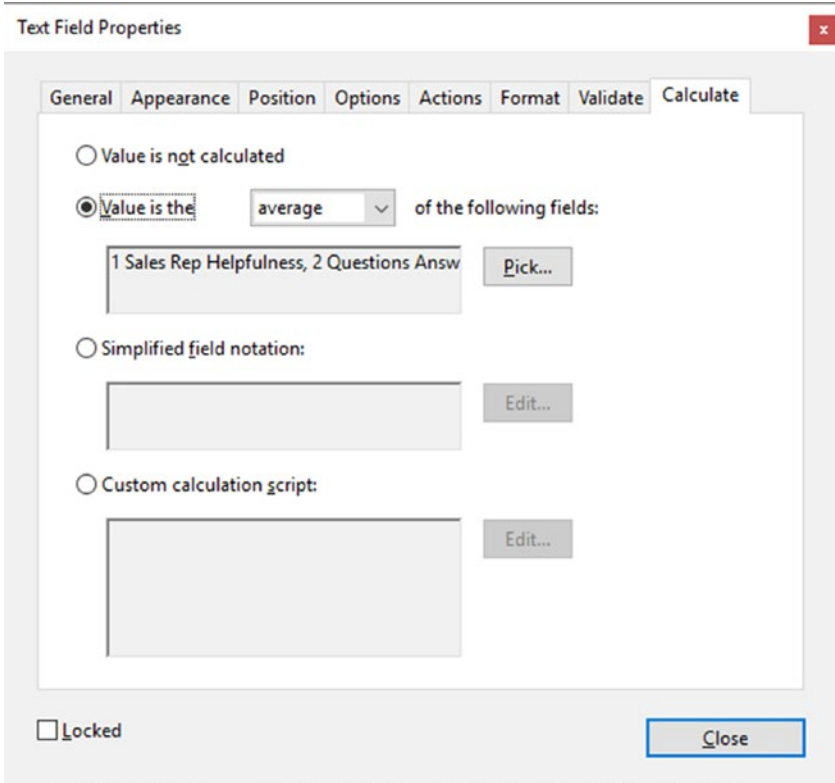 Text Field Properties
x
General Appearance Position Options Actions Format Validate Calculate
Value is not calculated
Value is the average of the following fields:
1 Sales Rep Helpfulness, 2 Questions Answ Pick...
Simplified field notation:
Edit...
Custom calculation script:
Edit...
Locked
Close